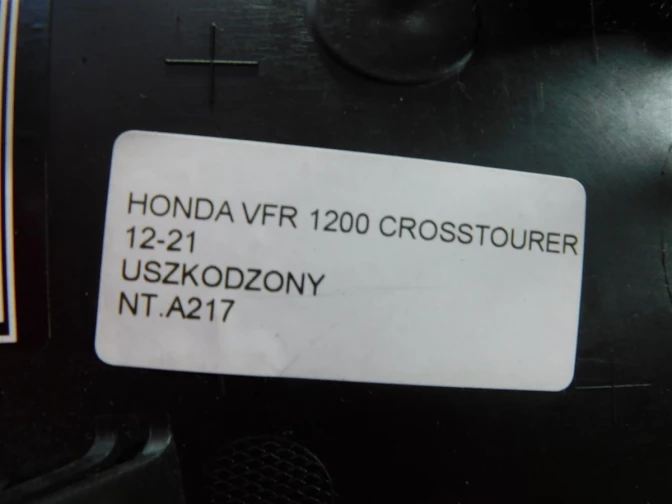 HONDA VFR 1200 CROSSTOURER
12-21
USZKODZONY
NT.A217